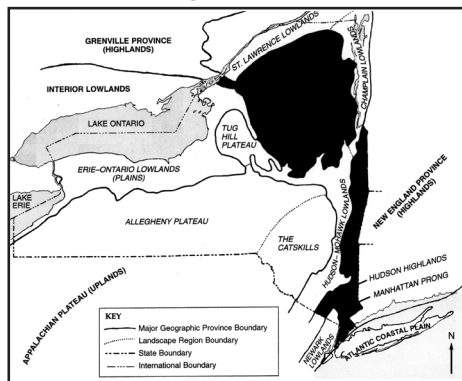 GRENVILLE PROVINCE
(HIGHLANDS)
ST. LAWRENCE LOWLANDS
CHAMPLAIN LOWLANDS
INTERIOR LOWLANDS
LAKE ONTARIO
TUG
HILL
PLATEAU
ERIE–ONTARIO LOWLANDS
(PLAINS)
LAKE
ERIE
ALLEGHENY PLATEAU
HUDSON–MOHAWK LOWLANDS
NEW ENGLAND PROVINCE
(HIGHLANDS)
THE
CATSKILLS
APPALACHIAN PLATEAU (UPLANDS)
HUDSON HIGHLANDS
MANHATTAN PRONG
NEWARK
LOWLANDS
ATLANTIC COASTAL PLAIN
N
KEY
Major Geographic Province Boundary
Landscape Region Boundary
State Boundary
International Boundary